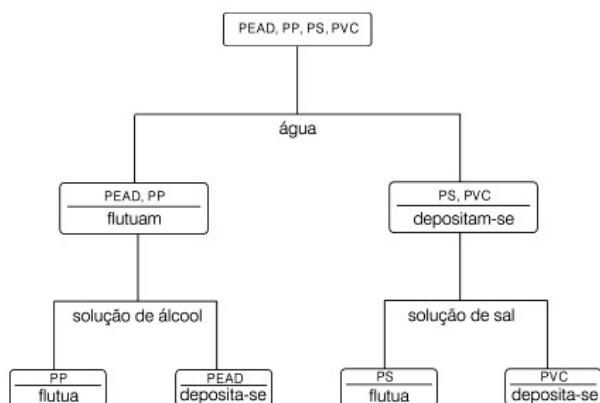 PEAD, PP, PS, PVC
água
PEAD, PP
flutuam
PS, PVC
depositam-se
solução de álcool
solução de sal
PP
flutua
PEAD
deposita-se
PS
flutua
PVC
deposita-se